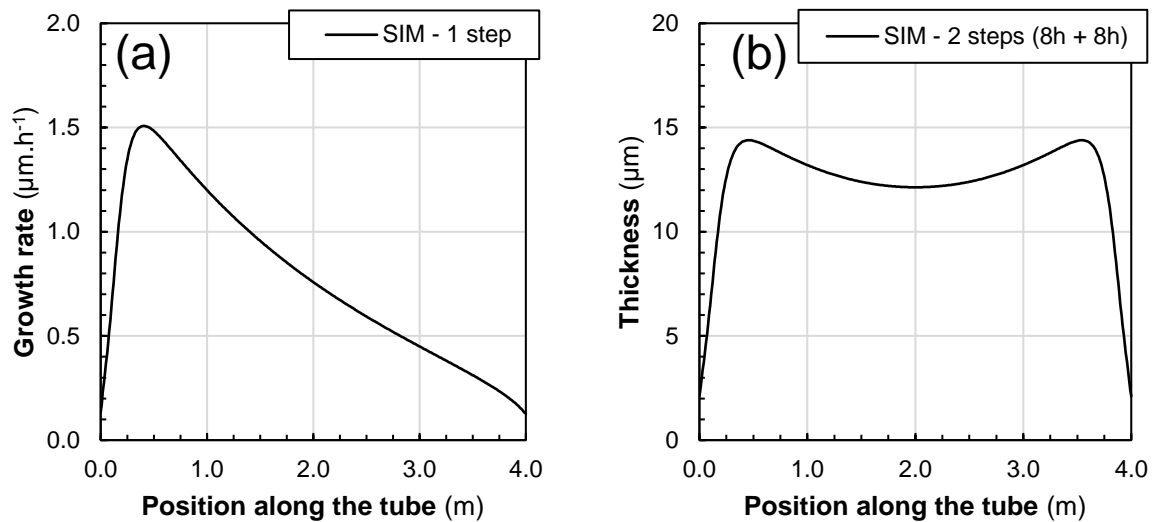 (a)
SIM - 1 step
Growth rate (µm.h-1)
2.0
1.5
1.0
0.5
0.0
0.0 1.0 2.0 3.0 4.0
Position along the tube (m)
(b)
SIM - 2 steps (8h + 8h)
Thickness (µm)
20
15
10
5
0
0.0 1.0 2.0 3.0 4.0
Position along the tube (m)